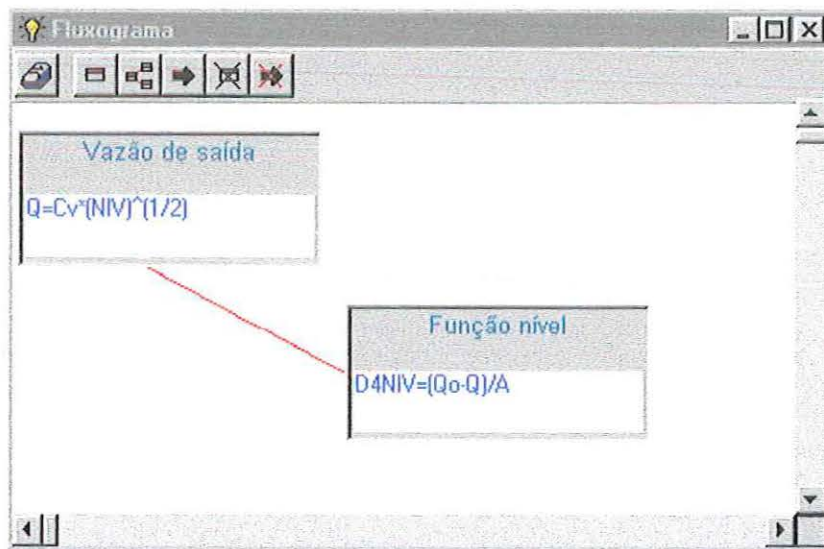 Fluxograma
Vazão de saída
Q=Cv*(NIV)^(1/2)
Função nível
D4NIV=(Qo-Q)/A